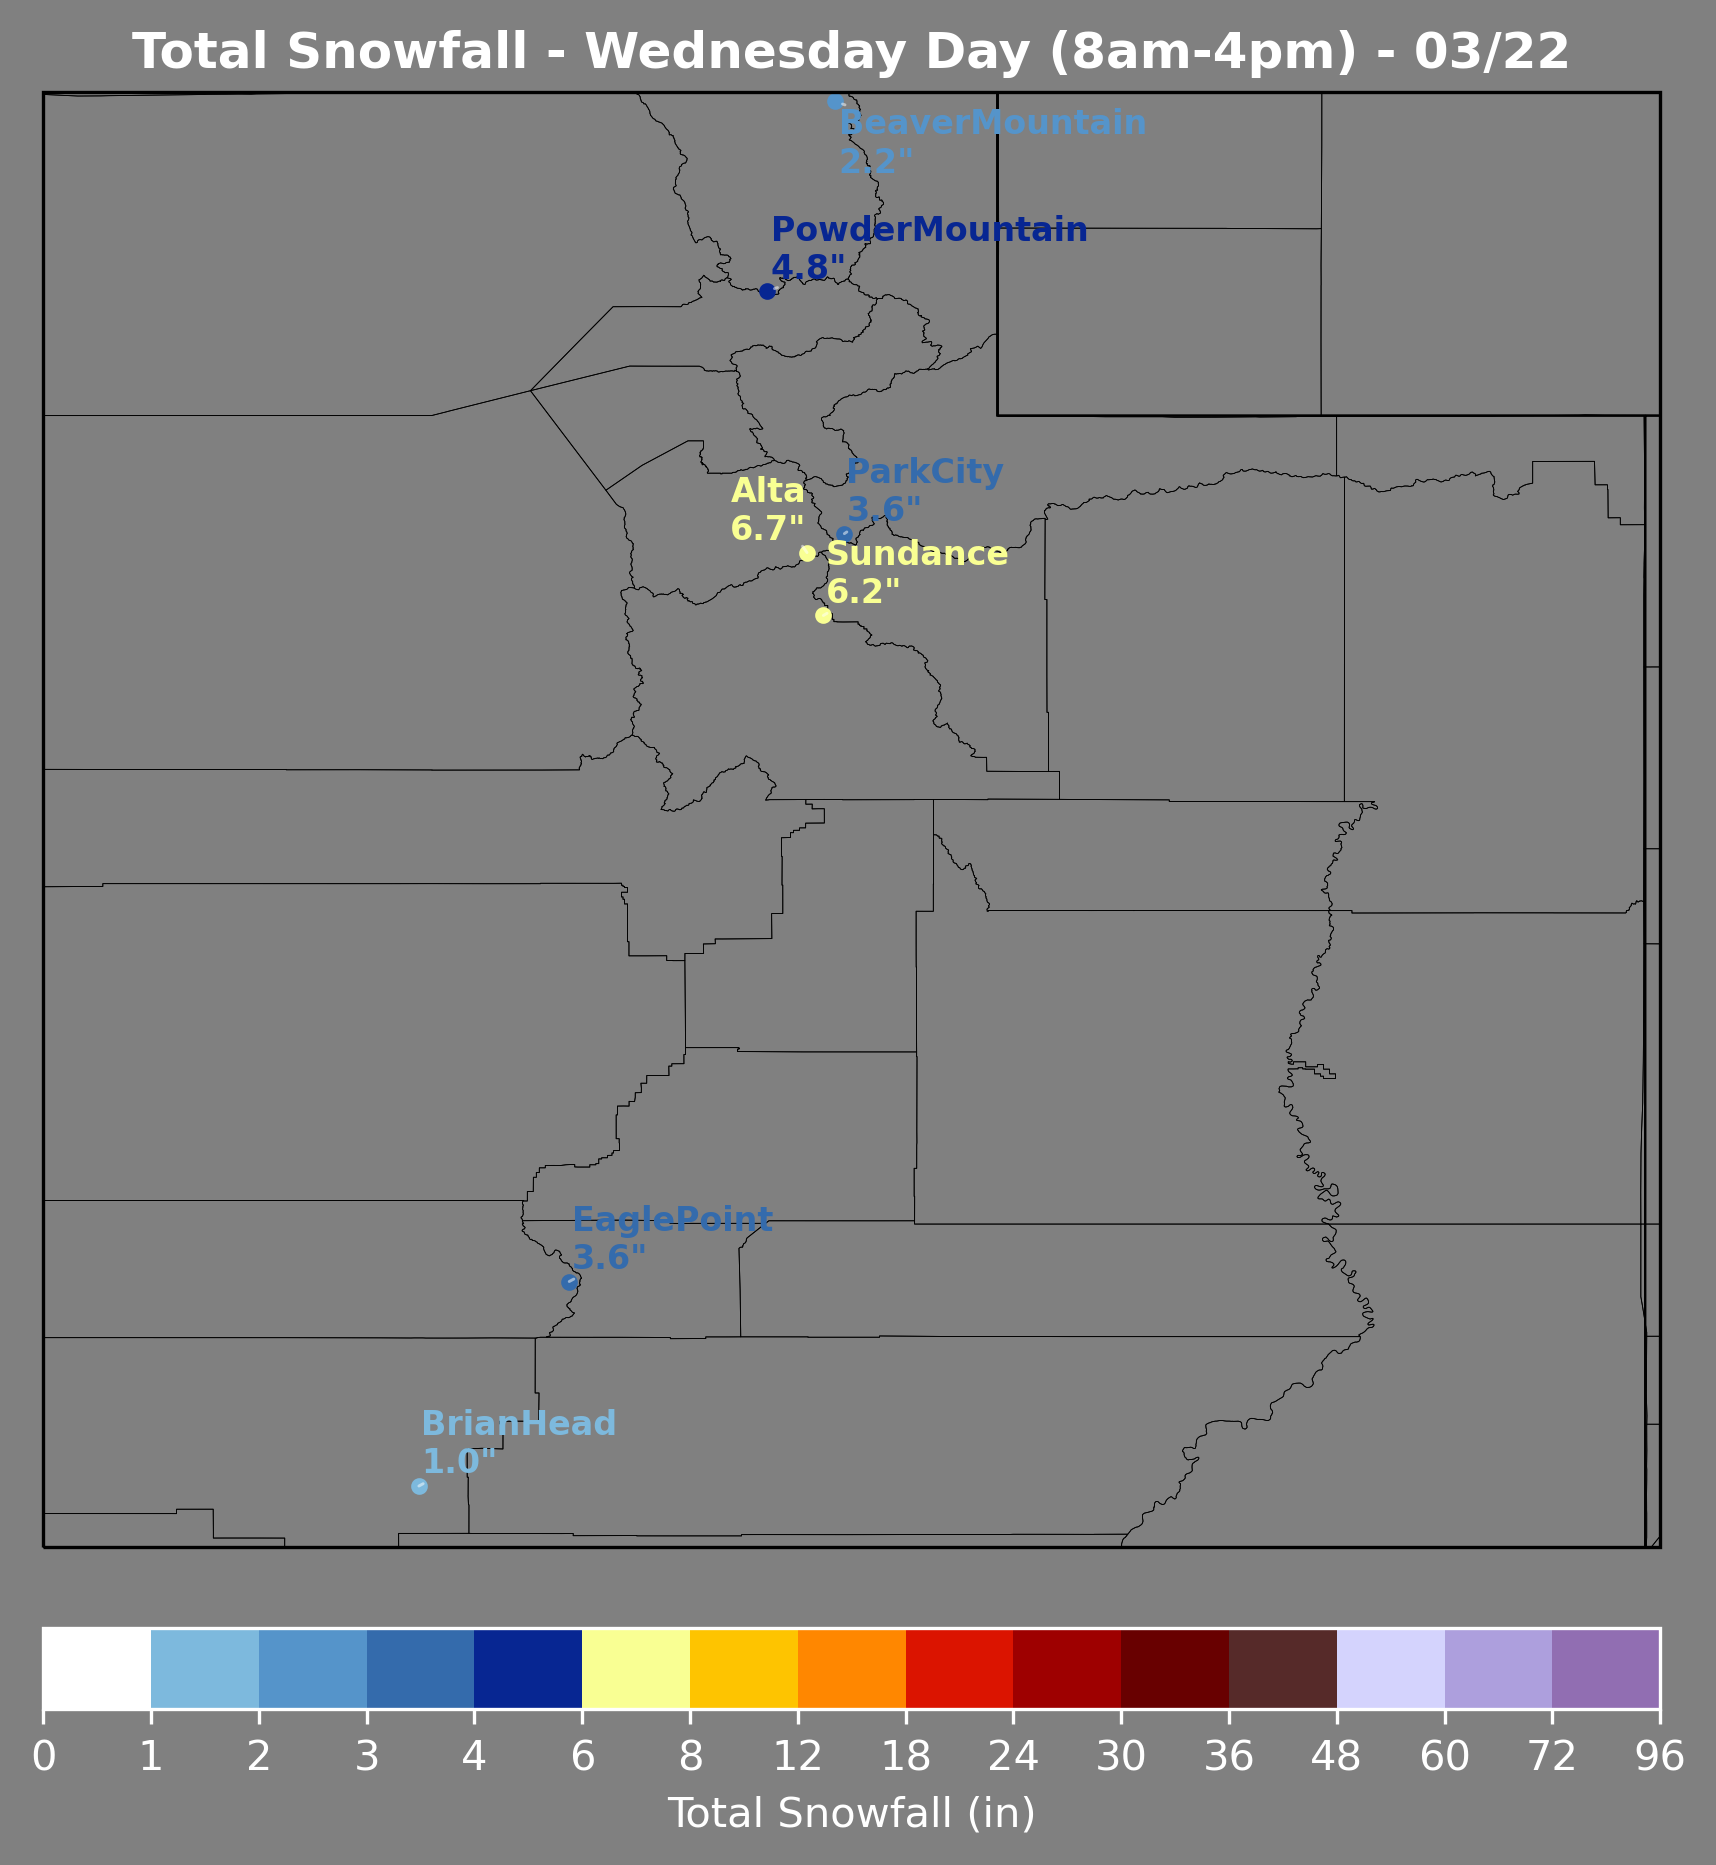 Total Snowfall - Wednesday Day (8am-4pm) - 03/22
BeaverMountain
2.2"
PowderMountain
4.8"
ParkCity
3.6"
Alta
6.7"
Sundance
6.2"
EaglePoint
3.6"
BrianHead
1.0"
0 1 2 3 4 6 8 12 18 24 30 36 48 60 72 96
Total Snowfall (in)